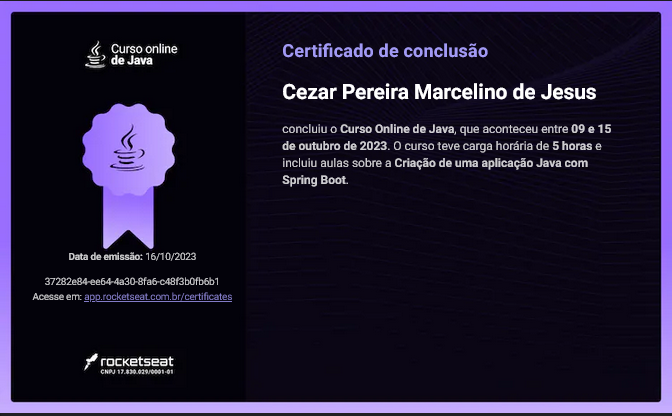 Curso online
de Java
Data de emissão: 16/10/2023
37282e84-ee64-4a30-8fa6-c48f3b0fb6b1
Acesse em: app.rocketseat.com.br/certificates
rocketseat
CNPJ 17.830.029/0001-01
Certificado de conclusão
Cezar Pereira Marcelino de Jesus
concluiu o Curso Online de Java, que aconteceu entre 09 e 15
de outubro de 2023. O curso teve carga horária de 5 horas e
incluiu aulas sobre a Criação de uma aplicação Java com
Spring Boot.